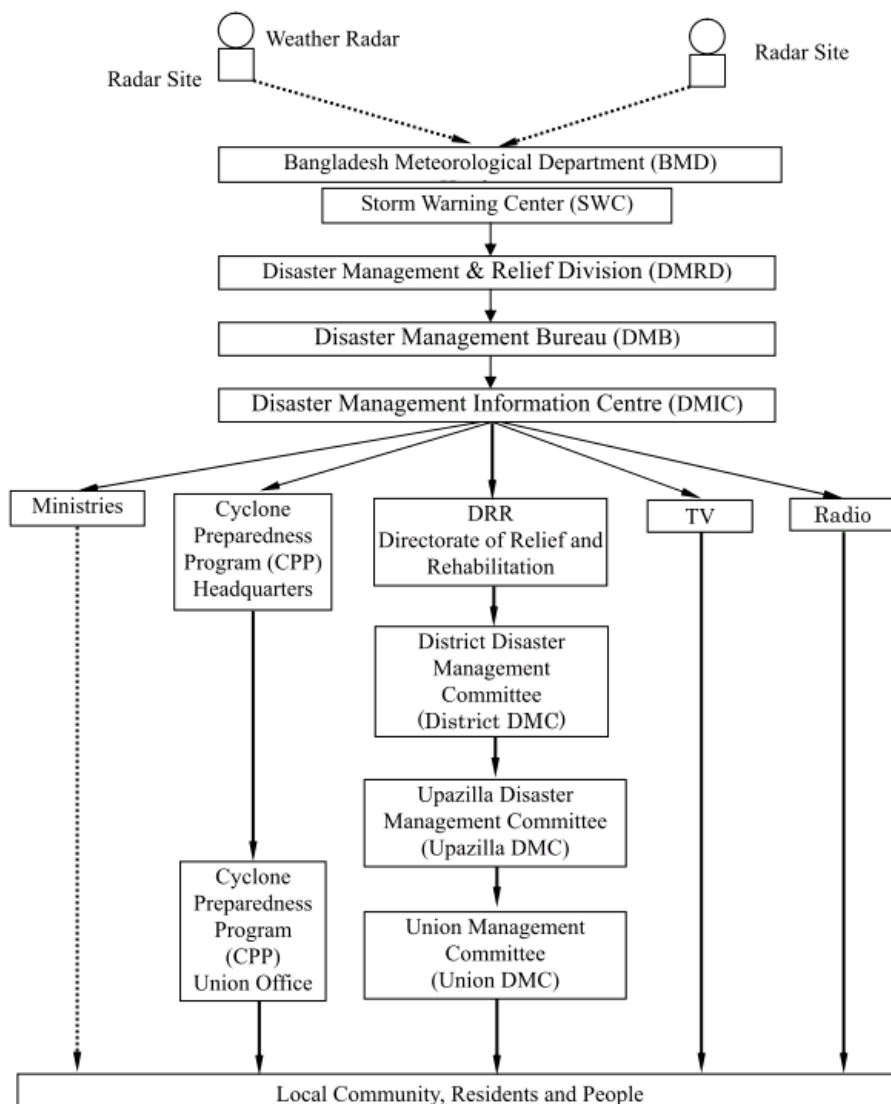 Weather Radar
Radar Site
Radar Site
Bangladesh Meteorological Department (BMD)
Storm Warning Center (SWC)
Disaster Management & Relief Division (DMRD)
Disaster Management Bureau (DMB)
Disaster Management Information Centre (DMIC)
Ministries
Cyclone
Preparedness
Program (CPP)
Headquarters
DRR
Directorate of Relief and
Rehabilitation
TV
Radio
District Disaster
Management
Committee
(District DMC)
Upazilla Disaster
Management Committee
(Upazilla DMC)
Cyclone
Preparedness
Program
(CPP)
Union Office
Union Management
Committee
(Union DMC)
Local Community, Residents and People